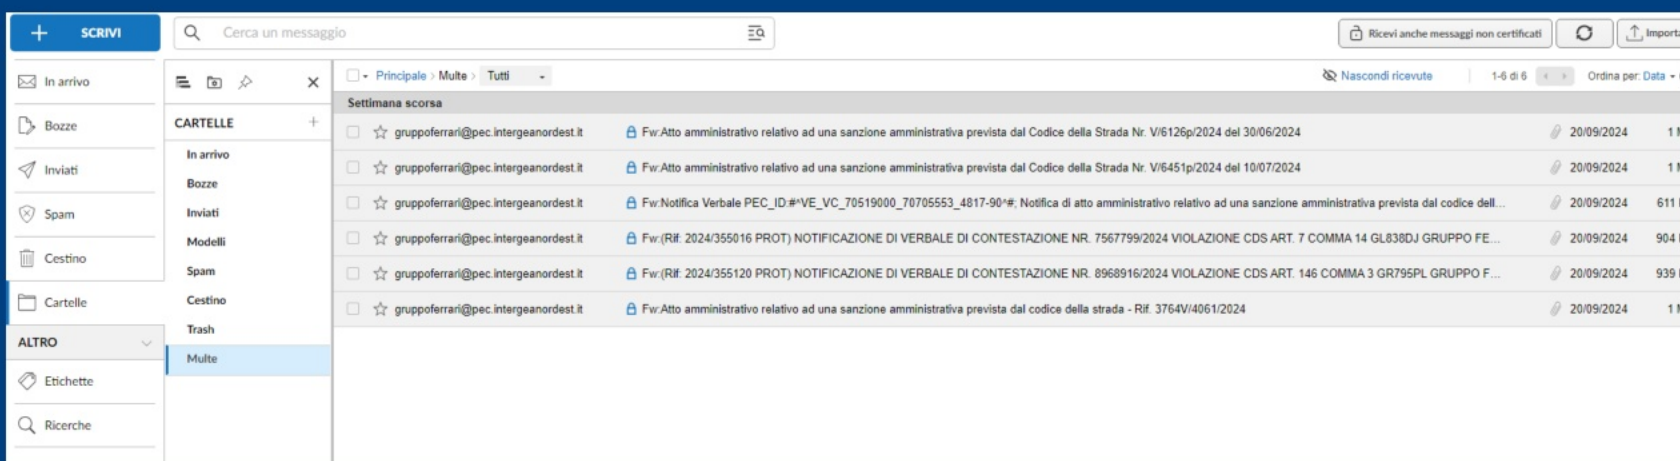 SCRIVI
Cerca un messaggio
Ricevi anche messaggi non certificati
In arrivo
Bozze
Inviati
Spam
Cestino
Cartelle
ALTRO
Etichette
Ricerche
CARTELLE
In arrivo
Bozze
Inviati
Modelli
Spam
Cestino
Trash
Multe
Principale › Multe › Tutti
Nascondi ricevute
1-6 di 6
Ordina per: Data
Settimana scorsa
gruppoferrari@pec.intergeanordest.it Fw:Atto amministrativo relativo ad una sanzione amministrativa prevista dal Codice della Strada Nr. V/6126p/2024 del 30/06/2024 20/09/2024 1
gruppoferrari@pec.intergeanordest.it Fw:Atto amministrativo relativo ad una sanzione amministrativa prevista dal Codice della Strada Nr. V/6451p/2024 del 10/07/2024 20/09/2024 1
gruppoferrari@pec.intergeanordest.it Fw:Notifica Verbale PEC_ID:#^VE_VC_70519000_70705553_4817-90^#; Notifica di atto amministrativo relativo ad una sanzione amministrativa prevista dal codice dell... 20/09/2024 611
gruppoferrari@pec.intergeanordest.it Fw:(Rif: 2024/355016 PROT) NOTIFICAZIONE DI VERBALE DI CONTESTAZIONE NR. 7567799/2024 VIOLAZIONE CDS ART. 7 COMMA 14 GL838DJ GRUPPO FE... 20/09/2024 904
gruppoferrari@pec.intergeanordest.it Fw:(Rif: 2024/355120 PROT) NOTIFICAZIONE DI VERBALE DI CONTESTAZIONE NR. 8968916/2024 VIOLAZIONE CDS ART. 146 COMMA 3 GR795PL GRUPPO F... 20/09/2024 939
gruppoferrari@pec.intergeanordest.it Fw:Atto amministrativo relativo ad una sanzione amministrativa prevista dal codice della strada - Rif. 3764V/4061/2024 20/09/2024 1